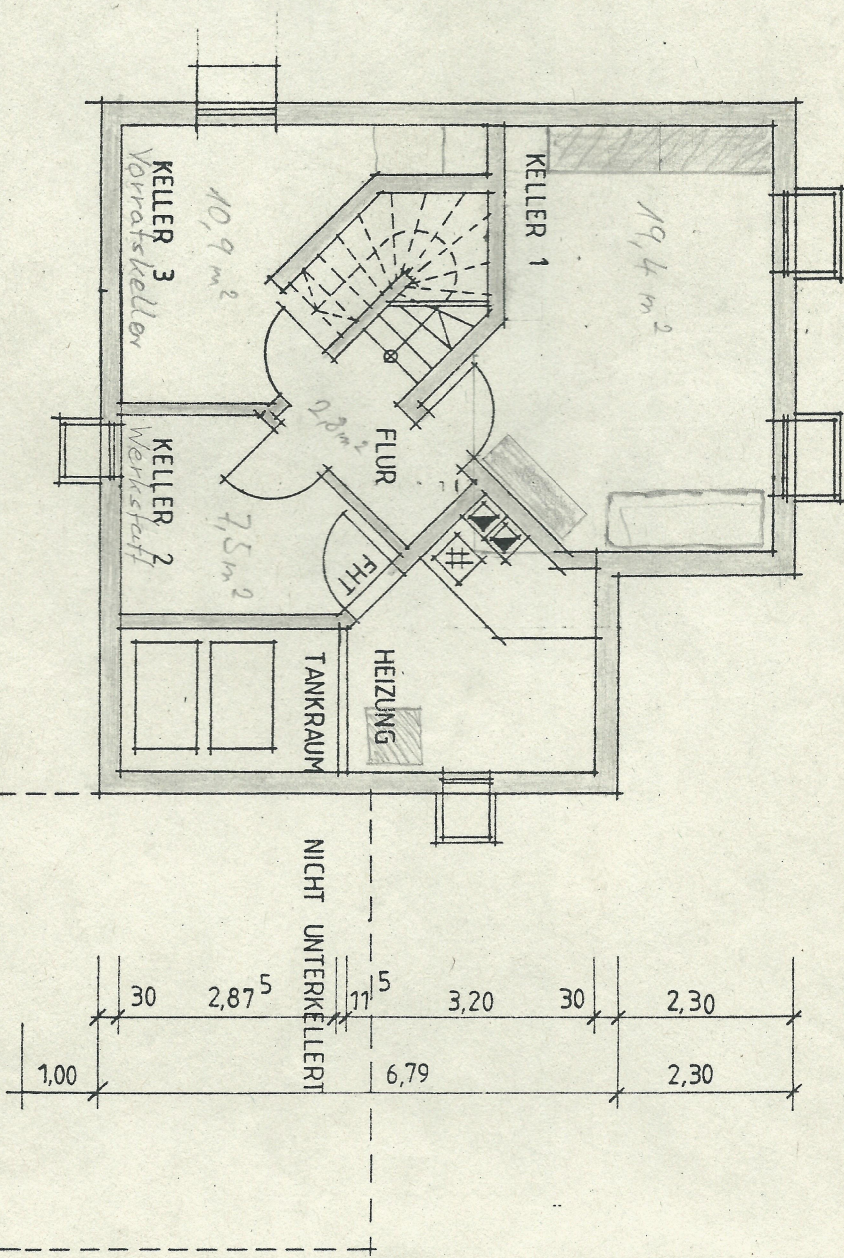 KELLER 1
19,4 m²
KELLER 3
Vorratskeller
10,9 m²
FLUR
2,8 m²
KELLER 2
Werkstatt
7,5 m²
FHT
HEIZUNG
TANKRAUM
NICHT UNTERKELLERT
30 2,87⁵ 11⁵ 3,20 30 2,30
1,00 6,79 2,30